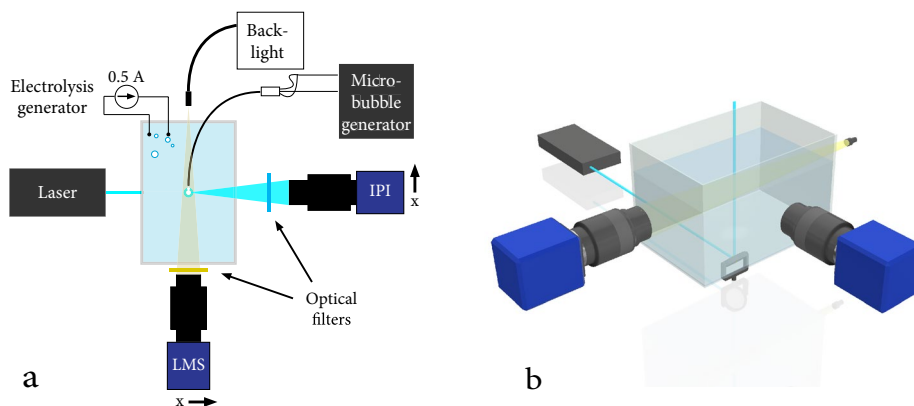 Back-
light
Electrolysis
generator
0.5 A
Micro-
bubble
generator
Laser
IPI
x
Optical
filters
LMS
x
a
b